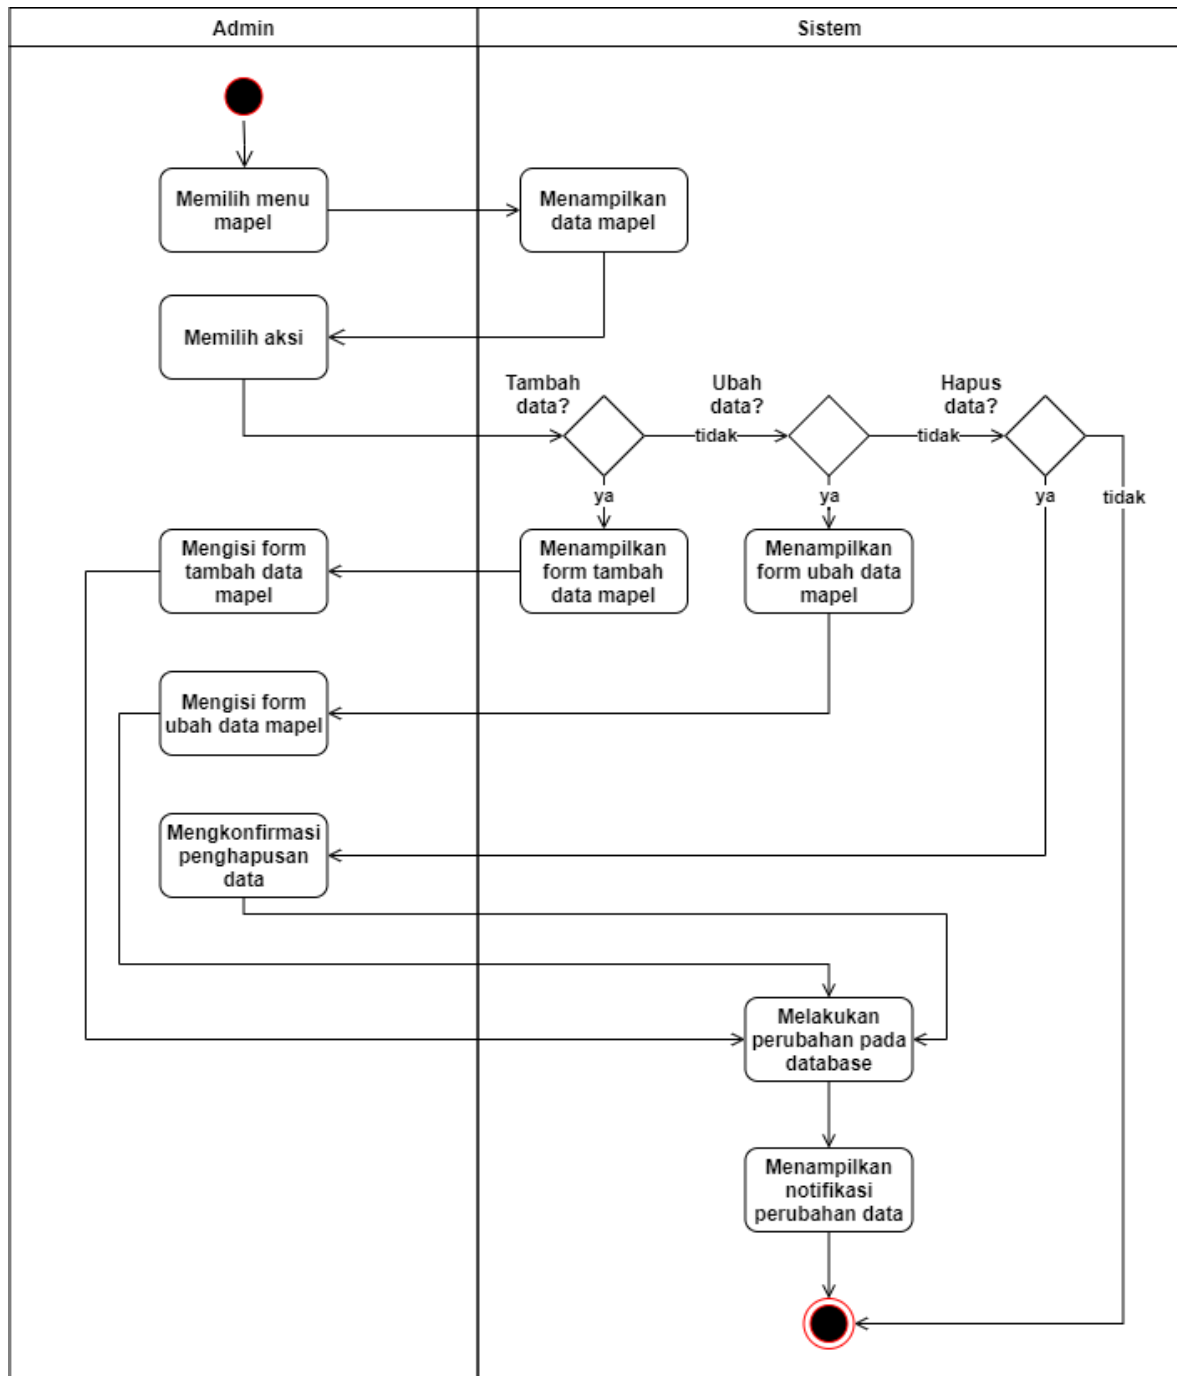 Admin
Sistem
Memilih menu
mapel
Menampilkan
data mapel
Memilih aksi
Tambah
data?
Ubah
data?
Hapus
data?
tidak
tidak
ya
ya
ya
tidak
Mengisi form
tambah data
mapel
Menampilkan
form tambah
data mapel
Menampilkan
form ubah data
mapel
Mengisi form
ubah data mapel
Mengkonfirmasi
penghapusan
data
Melakukan
perubahan pada
database
Menampilkan
notifikasi
perubahan data